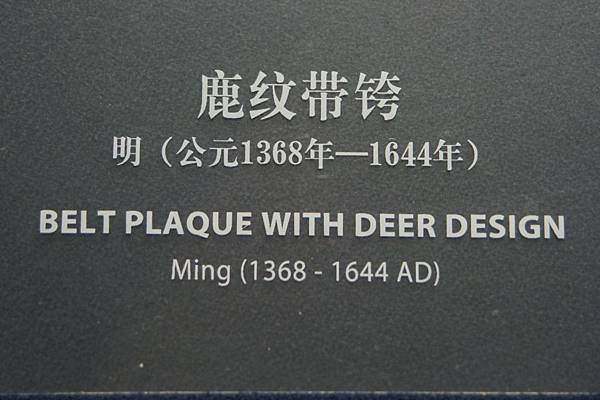 鹿纹带铐
明（公元1368年—1644年）
BELT PLAQUE WITH DEER DESIGN
Ming (1368 - 1644 AD)